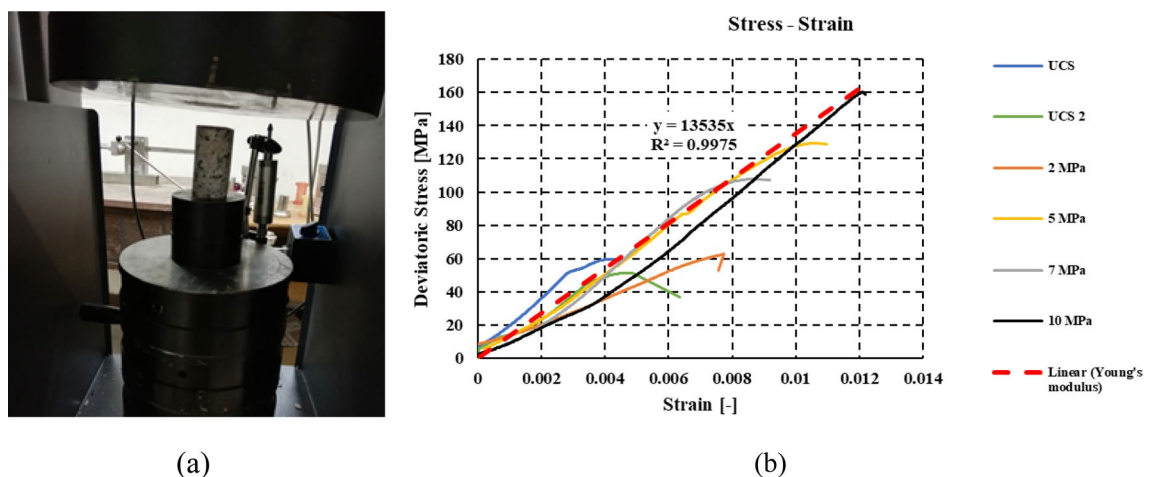 Stress - Strain
180
160
140
120
100
80
60
40
20
0
Deviatoric Stress [MPa]
y = 13535x
R² = 0.9975
0 0.002 0.004 0.006 0.008 0.01 0.012 0.014
Strain [-]
UCS
UCS 2
2 MPa
5 MPa
7 MPa
10 MPa
Linear (Young's
modulus)
(a) (b)